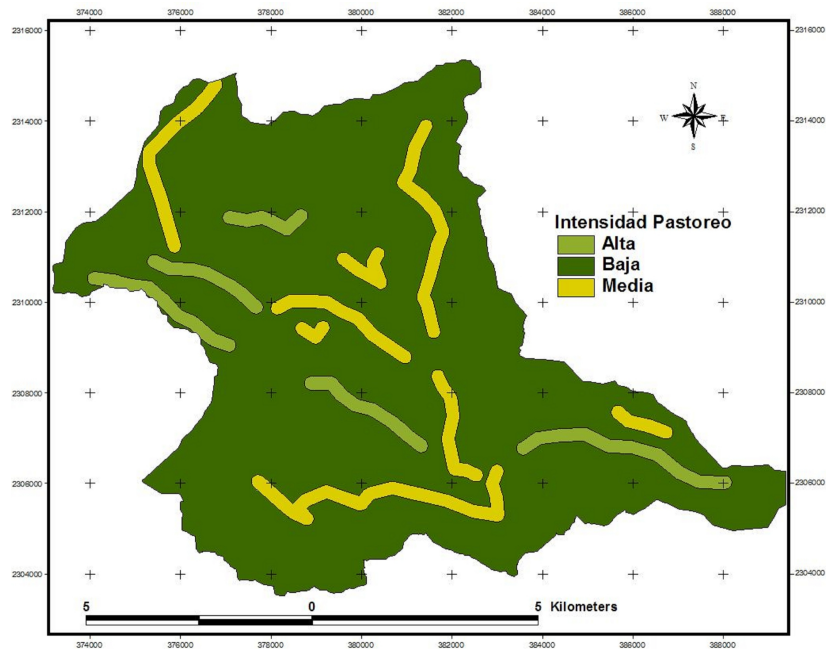 374000 376000 378000 380000 382000 384000 386000 388000
2316000 2316000
N
2314000 W E 2314000
S
2312000 2312000
Intensidad Pastoreo
Alta
Baja
Media
2310000 2310000
2308000 2308000
2306000 2306000
2304000 2304000
5 0 5 Kilometers
374000 376000 378000 380000 382000 384000 386000 388000